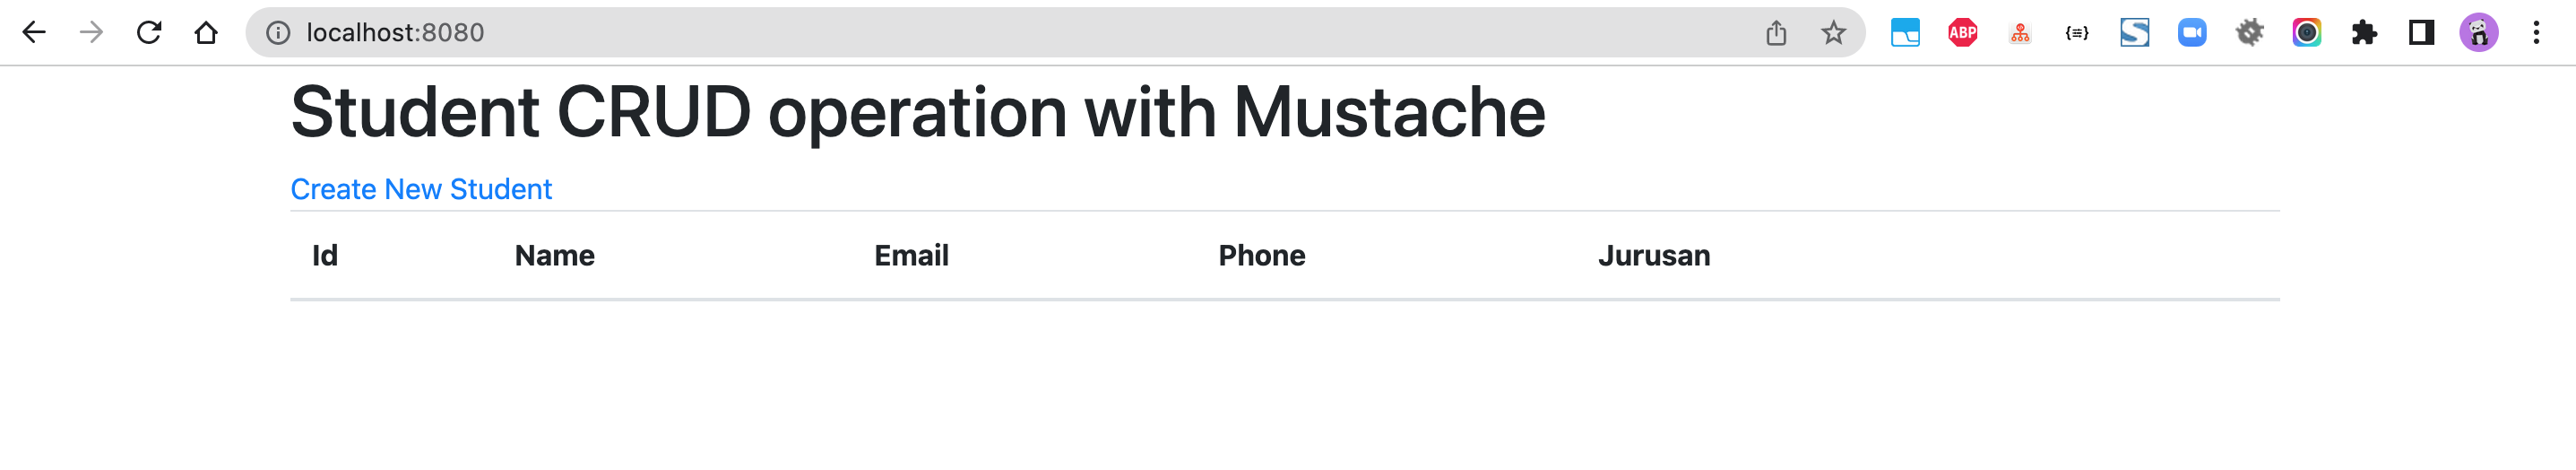 localhost:8080
ABP
Student CRUD operation with Mustache
Create New Student
Id Name Email Phone Jurusan